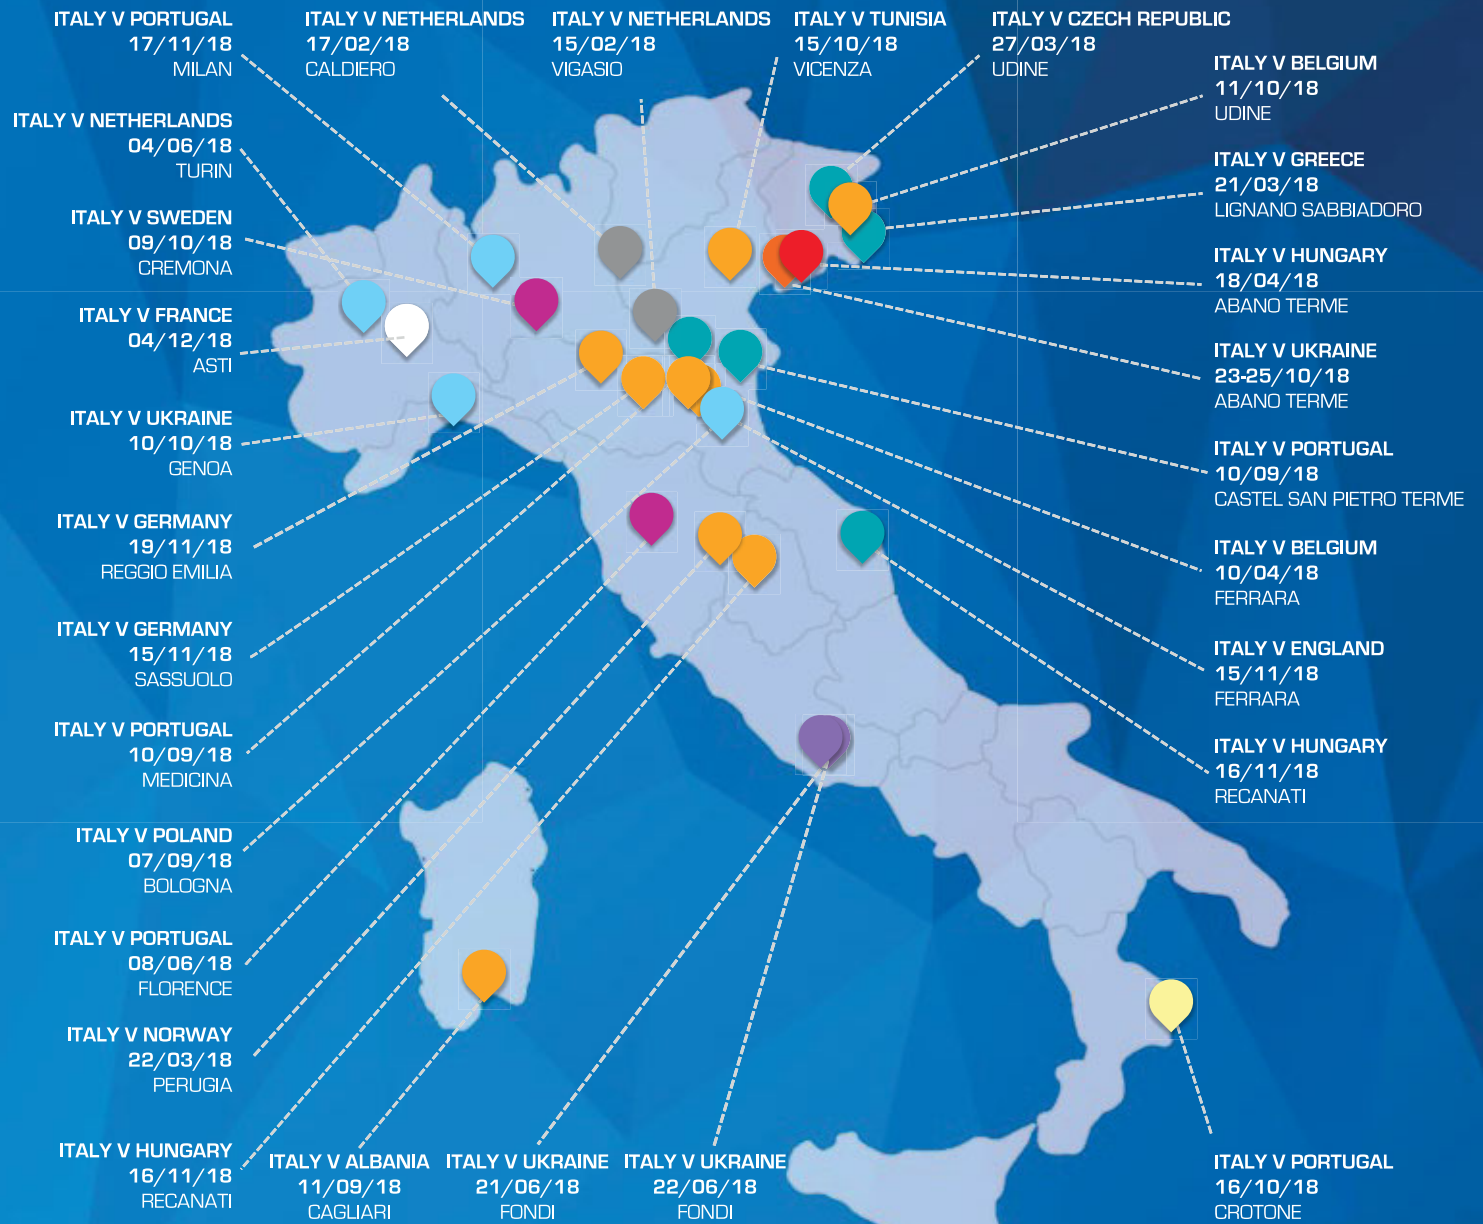 ITALY V PORTUGAL
17/11/18
MILAN
ITALY V NETHERLANDS
17/02/18
CALDIERO
ITALY V NETHERLANDS
15/02/18
VIGASIO
ITALY V TUNISIA
15/10/18
VICENZA
ITALY V CZECH REPUBLIC
27/03/18
UDINE
ITALY V NETHERLANDS
04/06/18
TURIN
ITALY V SWEDEN
09/10/18
CREMONA
ITALY V FRANCE
04/12/18
ASTI
ITALY V UKRAINE
10/10/18
GENOA
ITALY V GERMANY
19/11/18
REGGIO EMILIA
ITALY V GERMANY
15/11/18
SASSUOLO
ITALY V PORTUGAL
10/09/18
MEDICINA
ITALY V POLAND
07/09/18
BOLOGNA
ITALY V PORTUGAL
08/06/18
FLORENCE
ITALY V NORWAY
22/03/18
PERUGIA
ITALY V HUNGARY
16/11/18
RECANATI
ITALY V ALBANIA
11/09/18
CAGLIARI
ITALY V UKRAINE
21/06/18
FONDI
ITALY V UKRAINE
22/06/18
FONDI
ITALY V BELGIUM
11/10/18
UDINE
ITALY V GREECE
21/03/18
LIGNANO SABBIADORO
ITALY V HUNGARY
18/04/18
ABANO TERME
ITALY V UKRAINE
23-25/10/18
ABANO TERME
ITALY V PORTUGAL
10/09/18
CASTEL SAN PIETRO TERME
ITALY V BELGIUM
10/04/18
FERRARA
ITALY V ENGLAND
15/11/18
FERRARA
ITALY V HUNGARY
16/11/18
RECANATI
ITALY V PORTUGAL
16/10/18
CROTONE